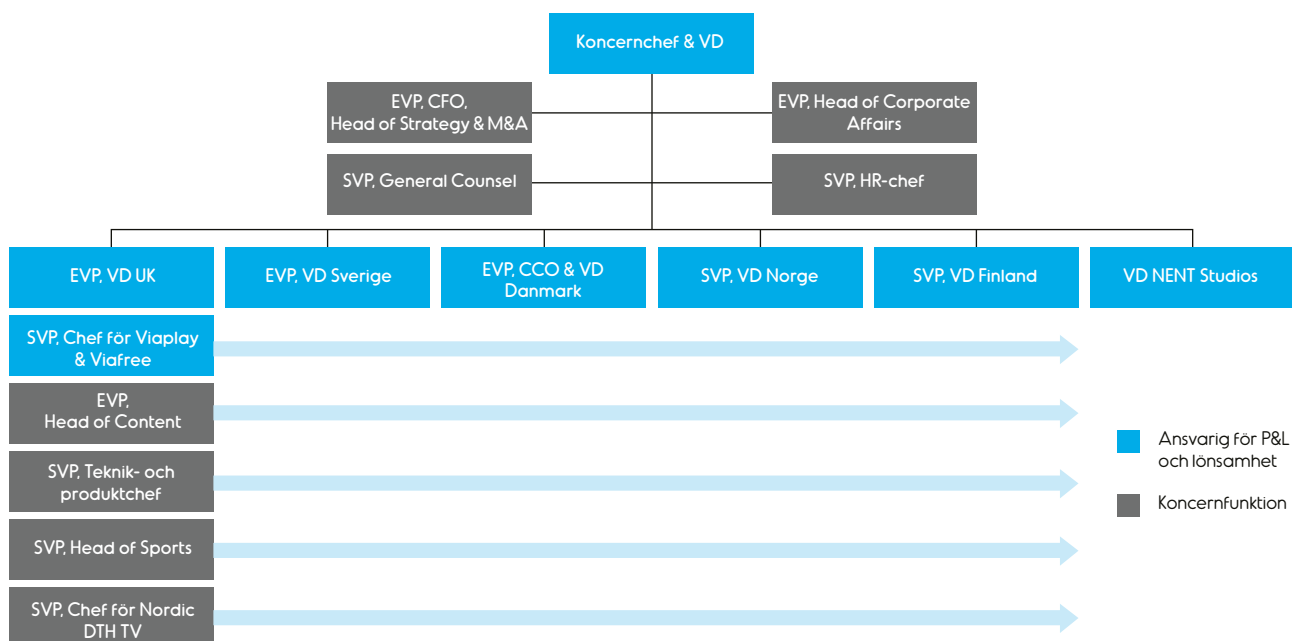 Koncernchef & VD
EVP, CFO,
Head of Strategy & M&A
EVP, Head of Corporate
Affairs
SVP, General Counsel
SVP, HR-chef
EVP, VD UK
EVP, VD Sverige
EVP, CCO & VD
Danmark
SVP, VD Norge
SVP, VD Finland
VD NENT Studios
SVP, Chef för Viaplay
& Viafree
EVP,
Head of Content
SVP, Teknik- och
produktchef
SVP, Head of Sports
SVP, Chef för Nordic
DTH TV
Ansvarig för P&L
och lönsamhet
Koncernfunktion